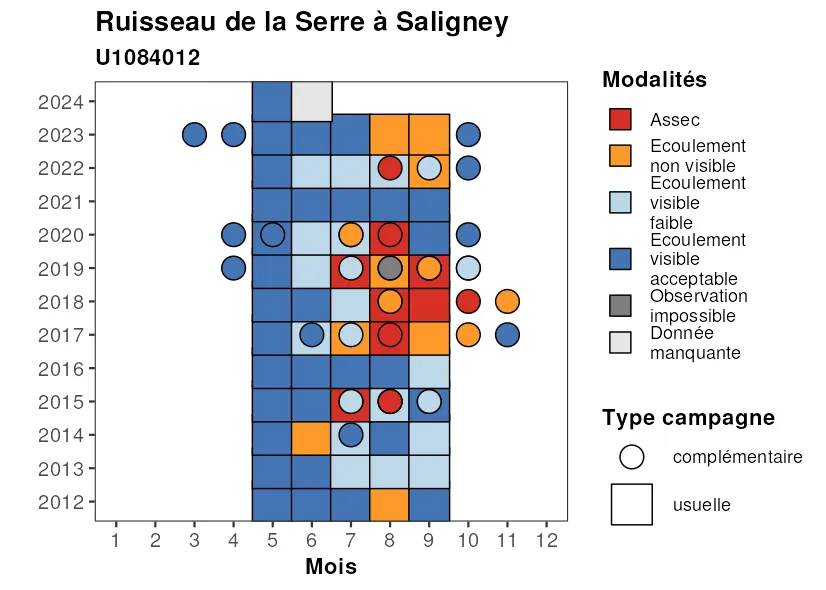 Ruisseau de la Serre à Saligney
U1084012
2024
2023
2022
2021
2020
2019
2018
2017
2016
2015
2014
2013
2012
1 2 3 4 5 6 7 8 9 10 11 12
Mois
Modalités
Assec
Ecoulement
non visible
Ecoulement
visible
faible
Ecoulement
visible
acceptable
Observation
impossible
Donnée
manquante
Type campagne
complémentaire
usuelle